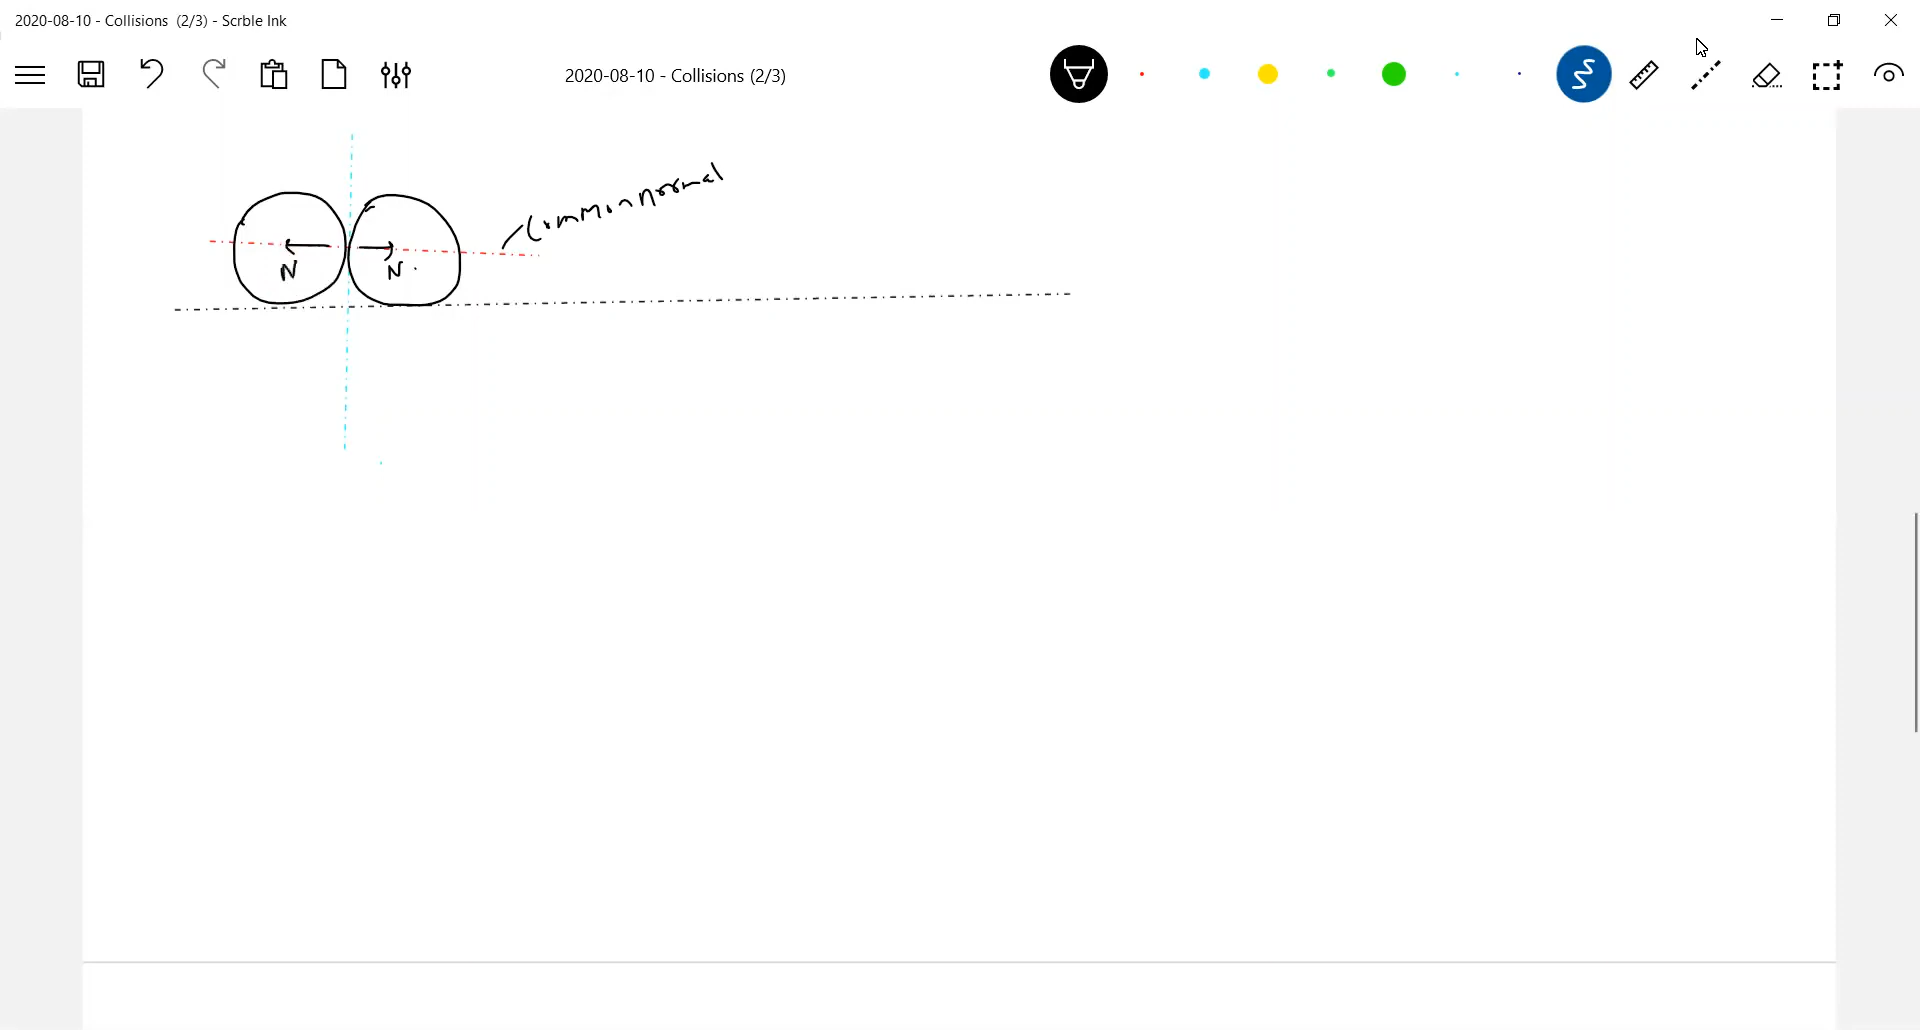 2020-08-10 - Collisions (2/3) - Scrble Ink
2020-08-10 - Collisions (2/3)
Common normal
N
N